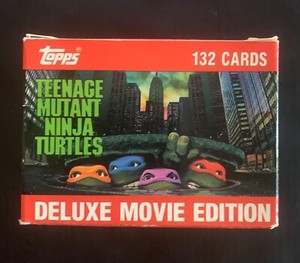 Topps
132 CARDS
TEENAGE
MUTANT
NINJA
TURTLES
DELUXE MOVIE EDITION